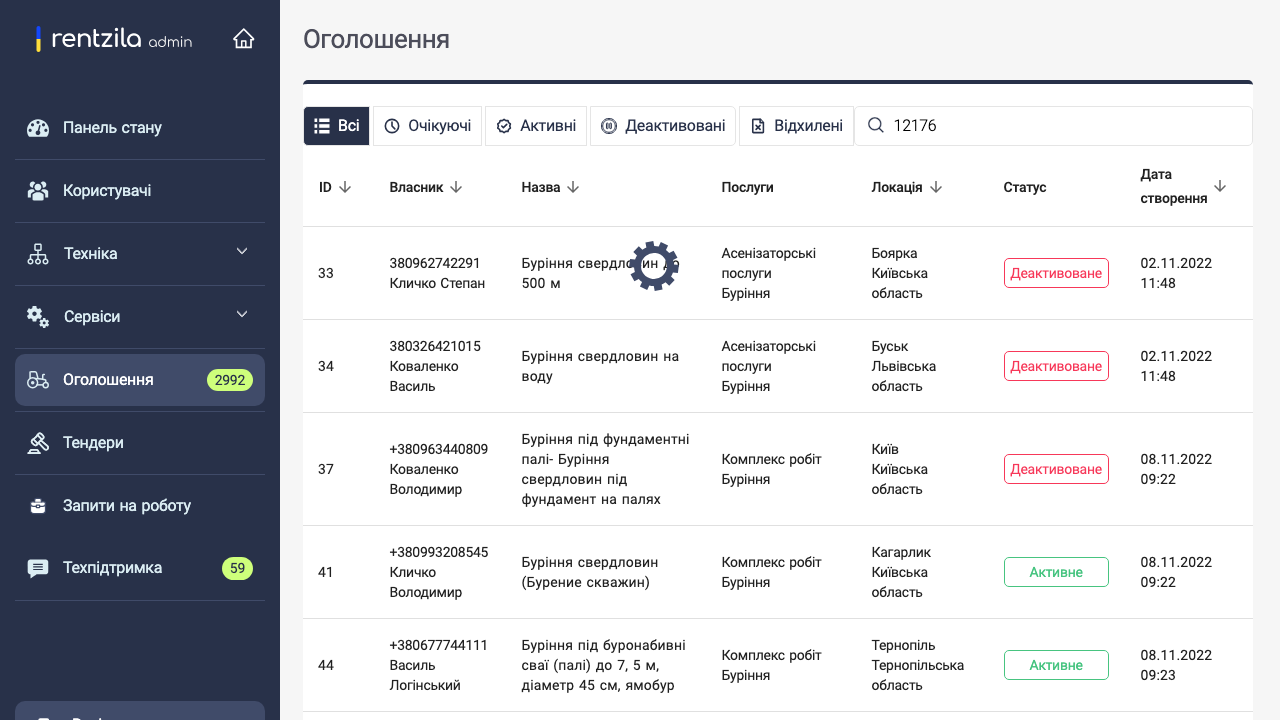 rentzila admin
Оголошення
Панель стану
Користувачі
Техніка
Сервіси
Оголошення 2992
Тендери
Запити на роботу
Техпідтримка 59
Всі
Очікуючі
Активні
Деактивовані
Відхилені
12176
ID
Власник
Назва
Послуги
Локація
Статус
Дата
створення
33
380962742291
Кличко Степан
Буріння свердловин до
500 м
Асенізаторські
послуги
Буріння
Боярка
Київська
область
Деактивоване
02.11.2022
11:48
34
380326421015
Коваленко
Василь
Буріння свердловин на
воду
Асенізаторські
послуги
Буріння
Буськ
Львівська
область
Деактивоване
02.11.2022
11:48
37
+380963440809
Коваленко
Володимир
Буріння під фундаментні
палі- Буріння
свердловин під
фундамент на палях
Комплекс робіт
Буріння
Київ
Київська
область
Деактивоване
08.11.2022
09:22
41
+380993208545
Кличко
Володимир
Буріння свердловин
(Бурение скважин)
Комплекс робіт
Буріння
Кагарлик
Київська
область
Активне
08.11.2022
09:22
44
+380677744111
Василь
Логінський
Буріння під буронабивні
сваї (палі) до 7, 5 м,
діаметр 45 см, ямобур
Комплекс робіт
Буріння
Тернопіль
Тернопільська
область
Активне
08.11.2022
09:23